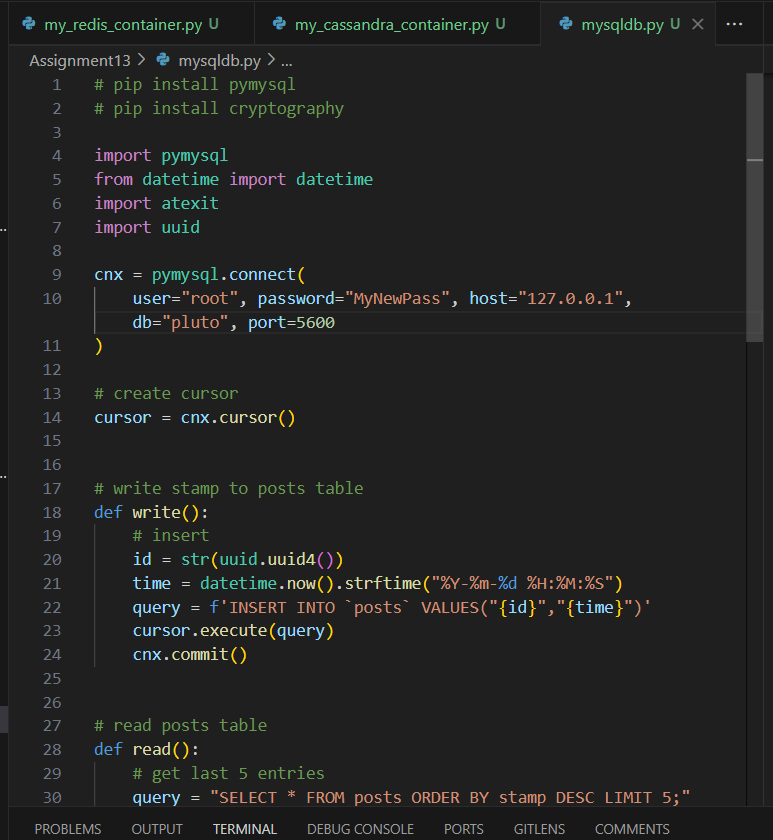 my_redis_container.py U my_cassandra_container.py U mysqldb.py U
Assignment13 > mysqldb.py > ...
1 # pip install pymysql
2 # pip install cryptography
3
4 import pymysql
5 from datetime import datetime
6 import atexit
7 import uuid
8
9 cnx = pymysql.connect(
10     user="root", password="MyNewPass", host="127.0.0.1",
    db="pluto", port=5600
11 )
12
13 # create cursor
14 cursor = cnx.cursor()
15
16
17 # write stamp to posts table
18 def write():
19     # insert
20     id = str(uuid.uuid4())
21     time = datetime.now().strftime("%Y-%m-%d %H:%M:%S")
22     query = f'INSERT INTO `posts` VALUES("{id}","{time}")'
23     cursor.execute(query)
24     cnx.commit()
25
26
27 # read posts table
28 def read():
29     # get last 5 entries
30     query = "SELECT * FROM posts ORDER BY stamp DESC LIMIT 5;"
PROBLEMS OUTPUT TERMINAL DEBUG CONSOLE PORTS GITLENS COMMENTS